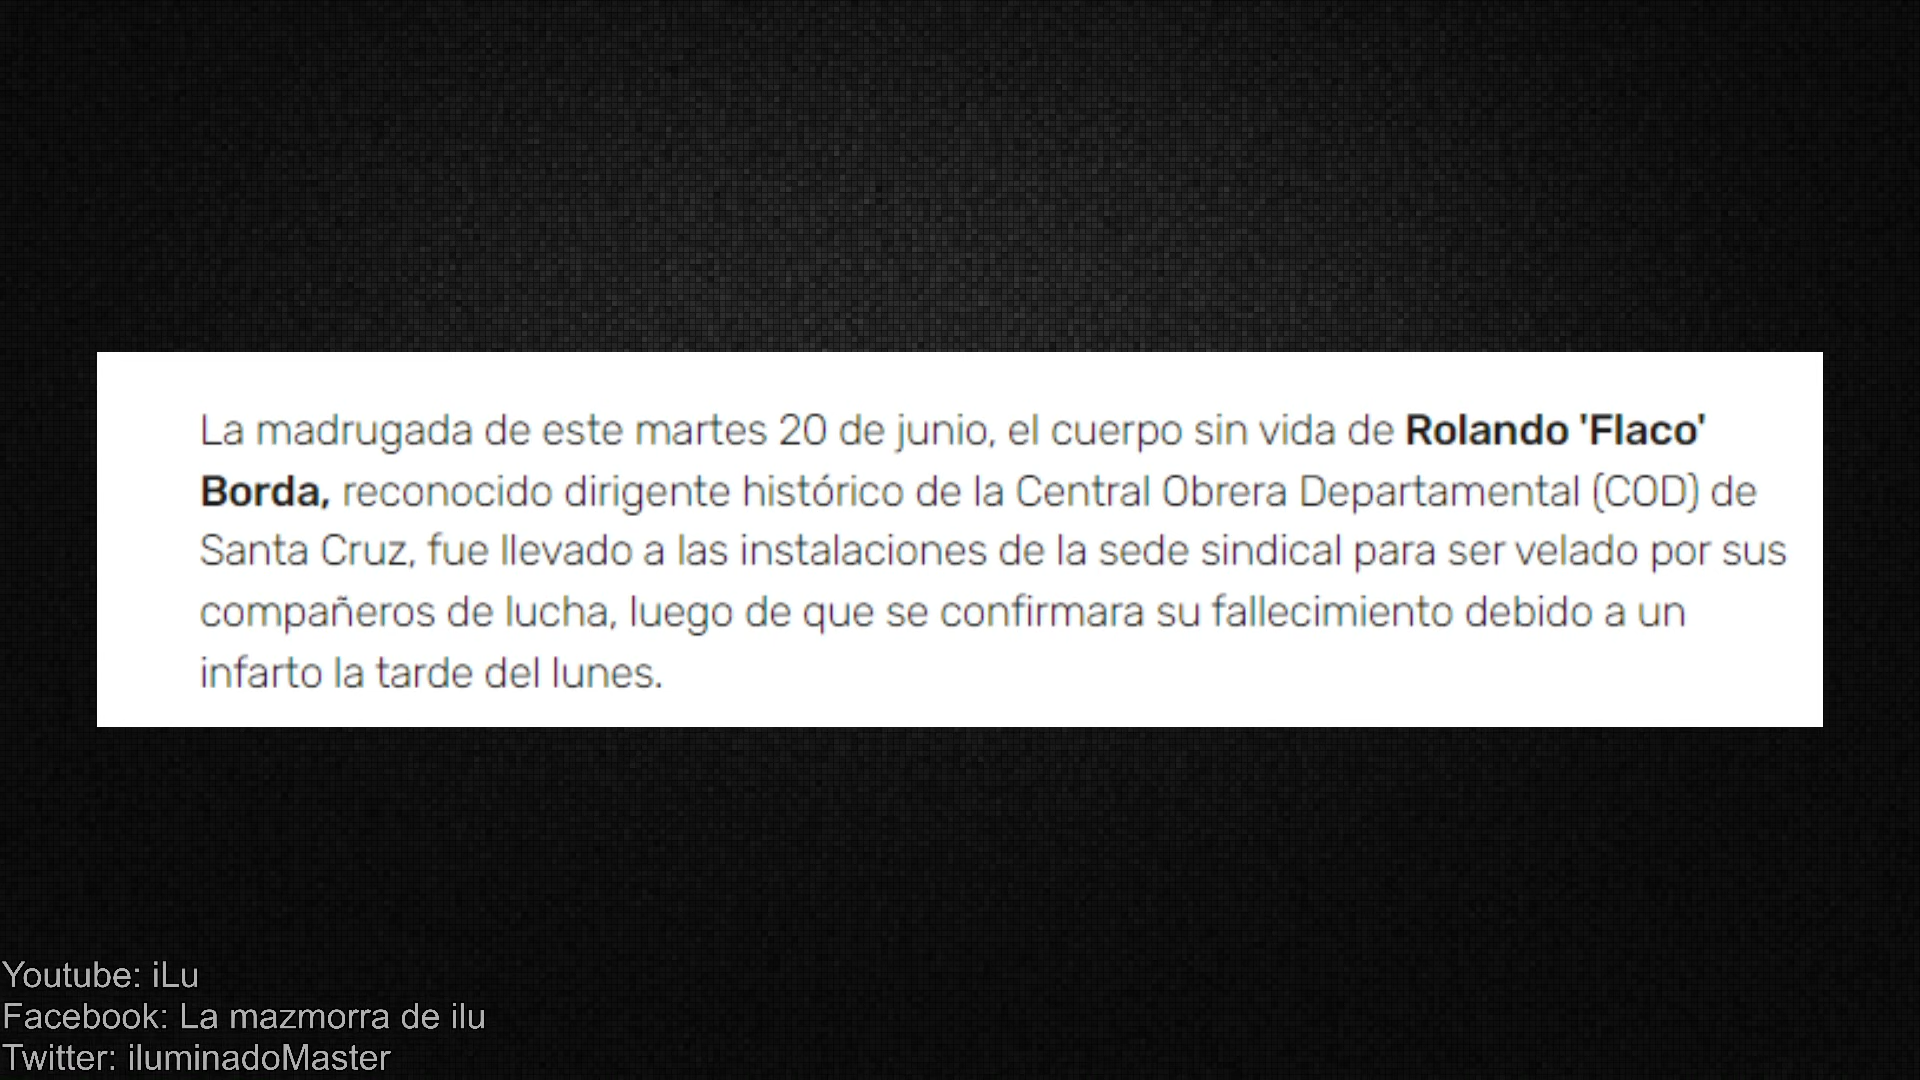 La madrugada de este martes 20 de junio, el cuerpo sin vida de Rolando 'Flaco'
Borda, reconocido dirigente histórico de la Central Obrera Departamental (COD) de
Santa Cruz, fue llevado a las instalaciones de la sede sindical para ser velado por sus
compañeros de lucha, luego de que se confirmara su fallecimiento debido a un
infarto la tarde del lunes.
Youtube: iLu
Facebook: La mazmorra de ilu
Twitter: iluminadoMaster